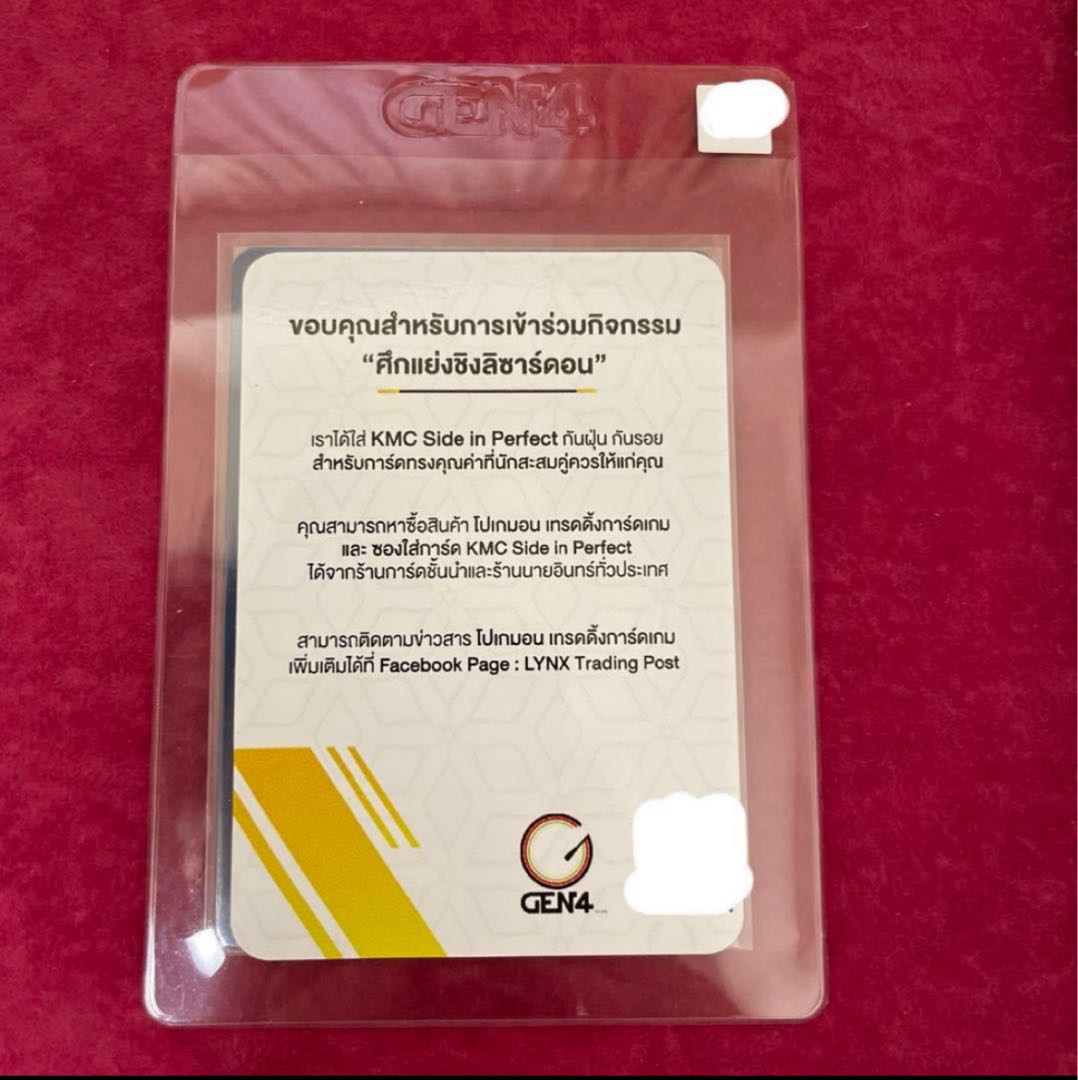 GEN4
ขอบคุณสำหรับการเข้าร่วมกิจกรรม
“ศึกแย่งชิงลิซาร์ดอน”
เราได้ใส่ KMC Side in Perfect กันฝุ่น กันรอย
สำหรับการ์ดทรงคุณค่าที่นักสะสมคู่ควรให้แก่คุณ
คุณสามารถหาซื้อสินค้า โปเกมอน เทรดดิ้งการ์ดเกม
และ ซองใส่การ์ด KMC Side in Perfect
ได้จากร้านการ์ดชั้นนำและร้านนายอินทร์ทั่วประเทศ
สามารถติดตามข่าวสาร โปเกมอน เทรดดิ้งการ์ดเกม
เพิ่มเติมได้ที่ Facebook Page : LYNX Trading Post
GEN4